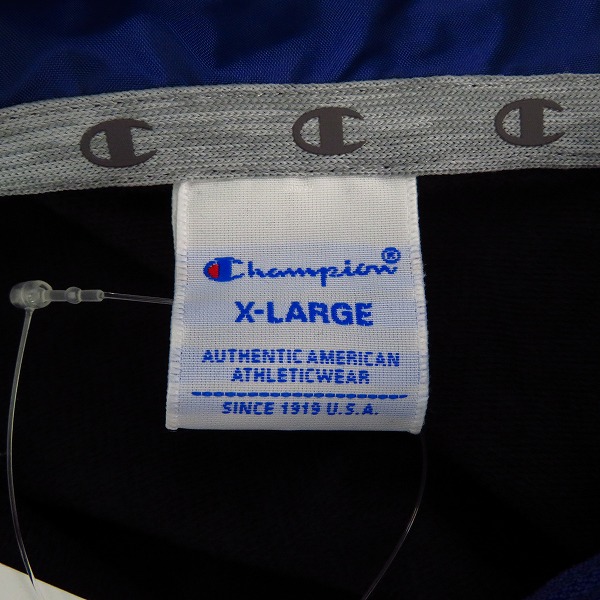 Champion®
X-LARGE
AUTHENTIC AMERICAN
ATHLETICWEAR
SINCE 1919 U.S.A.